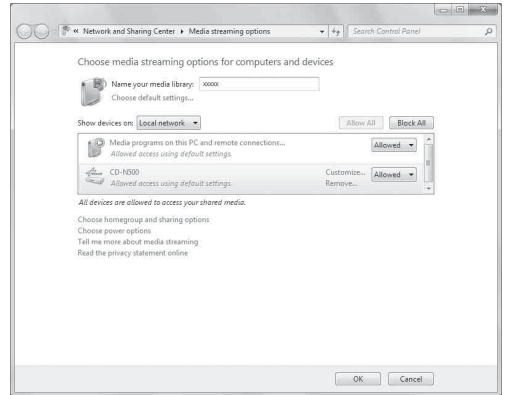 « Network and Sharing Center ▸ Media streaming options Search Control Panel
Choose media streaming options for computers and devices
Name your media library: xxxxx
Choose default settings...
Show devices on: Local network Allow All Block All
Media programs on this PC and remote connections... Allowed
Allowed access using default settings.
CD-N500 Customize... Allowed
Allowed access using default settings. Remove...
All devices are allowed to access your shared media.
Choose homegroup and sharing options
Choose power options
Tell me more about media streaming
Read the privacy statement online
OK Cancel